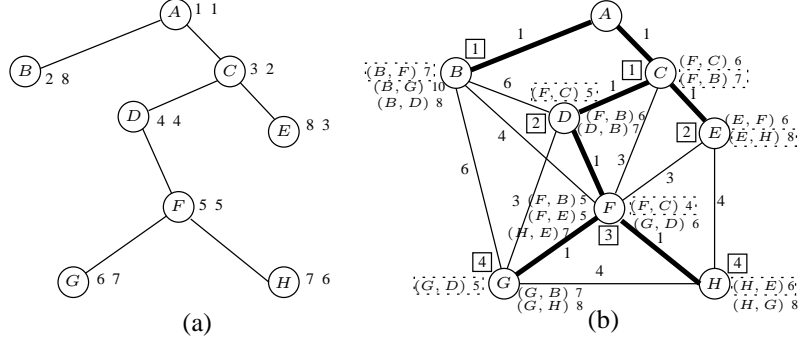 A 1 1
B 2 8
C 3 2
D 4 4
E 8 3
F 5 5
G 6 7
H 7 6
(a)
A
1
1
1
B
(B, F) 7
(B, G) 10
(B, D) 8
1
C
(F, C) 6
(F, B) 7
6
(F, C) 5
1
1
2
D
(F, B) 6
(D, B) 7
2
E
(E, F) 6
(E, H) 8
4
6
3
1
3
3
4
(F, B) 5
(F, E) 5
(H, E) 7
F
(F, C) 4
(G, D) 6
3
1
1
4
4
(G, D) 5
G
(G, B) 7
(G, H) 8
4
H
(H, E) 6
(H, G) 8
(b)